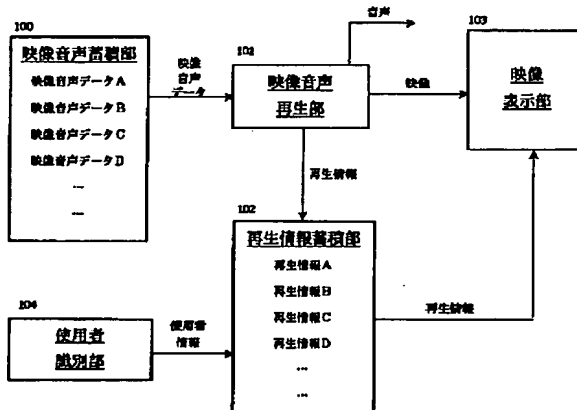 100
映像音声蓄積部
映像音声データA
映像音声データB
映像音声データC
映像音声データD
...
...
映像
音声
データ
101
映像音声
再生部
音声
映像
103
映像
表示部
再生情報
102
再生情報蓄積部
再生情報A
再生情報B
再生情報C
再生情報D
...
...
再生情報
104
使用者
識別部
使用者
情報